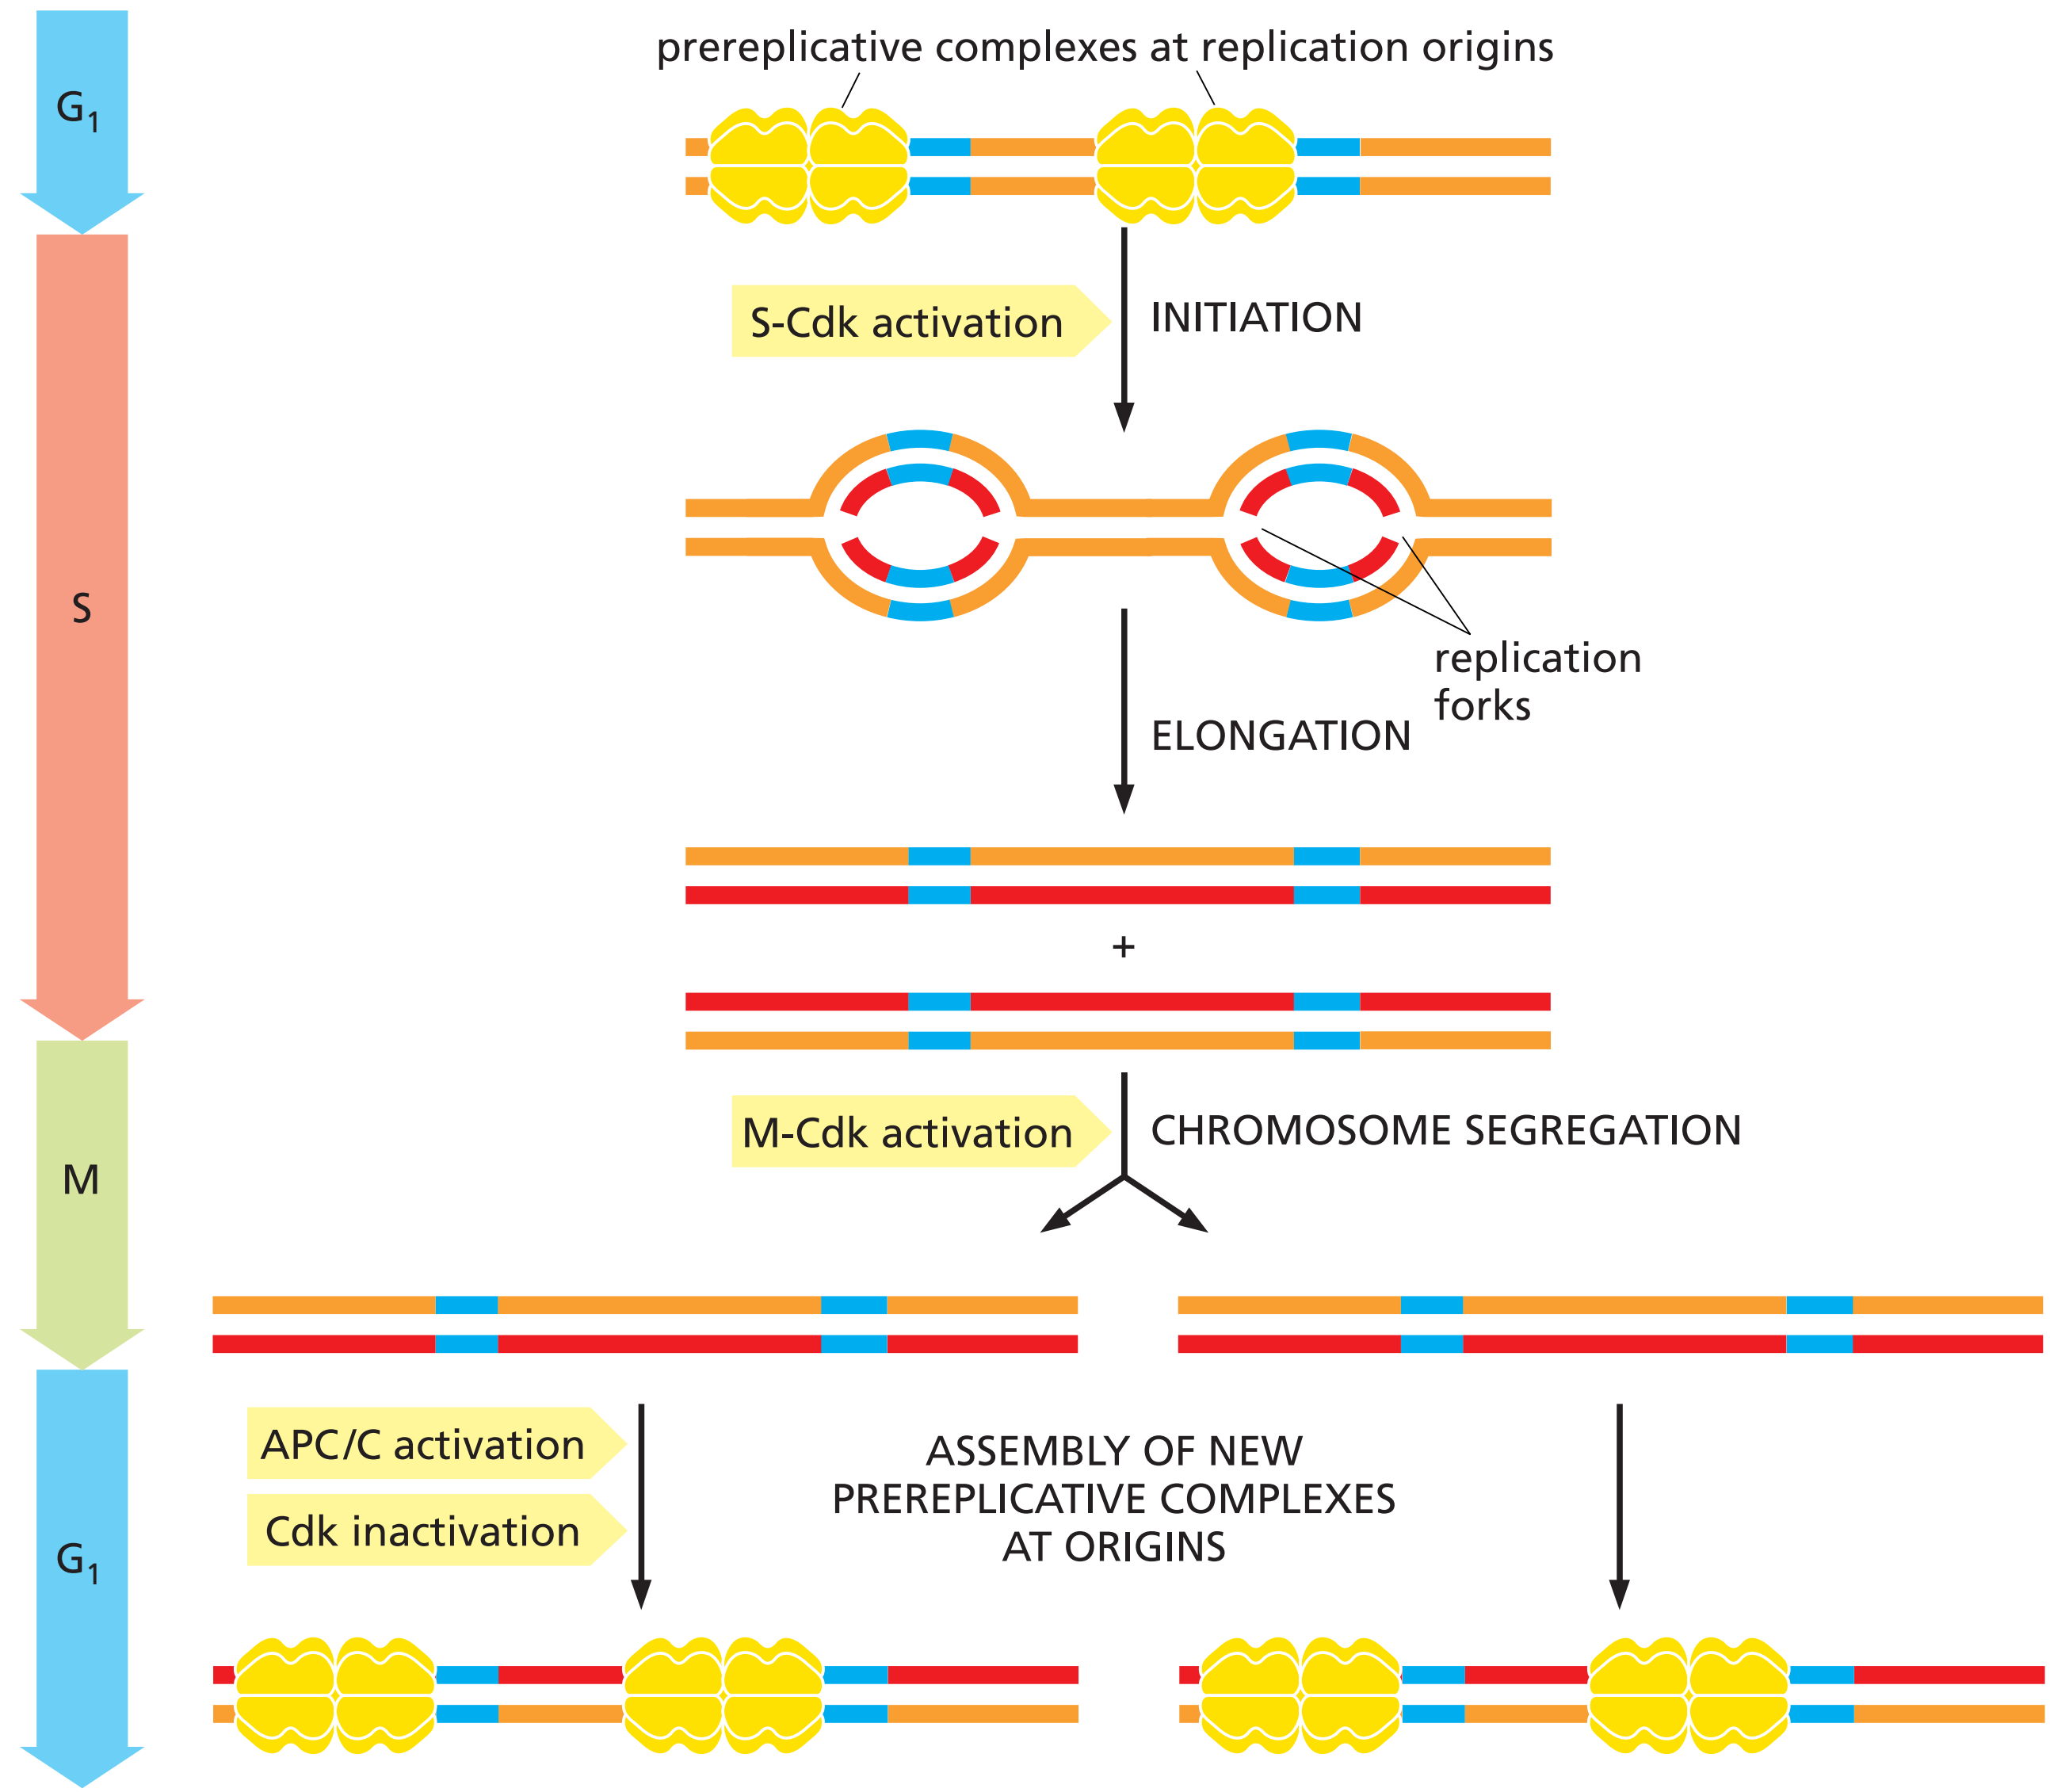 G1
prereplicative complexes at replication origins
S-Cdk activation
INITIATION
S
replication
forks
ELONGATION
+
M-Cdk activation
CHROMOSOME SEGREGATION
M
APC/C activation
Cdk inactivation
ASSEMBLY OF NEW
PREREPLICATIVE COMPLEXES
AT ORIGINS
G1